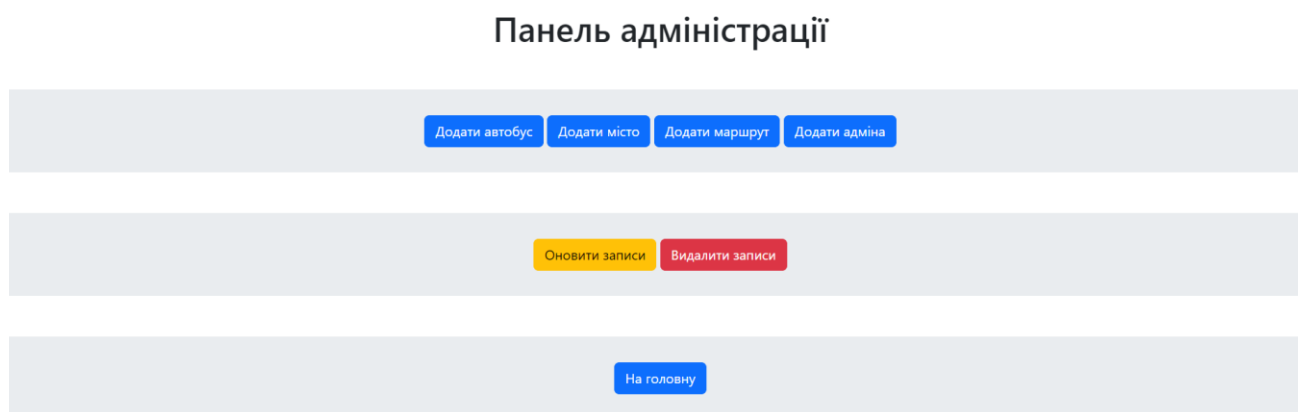 Панель адміністрації
Додати автобус Додати місто Додати маршрут Додати адміна
Оновити записи Видалити записи
На головну